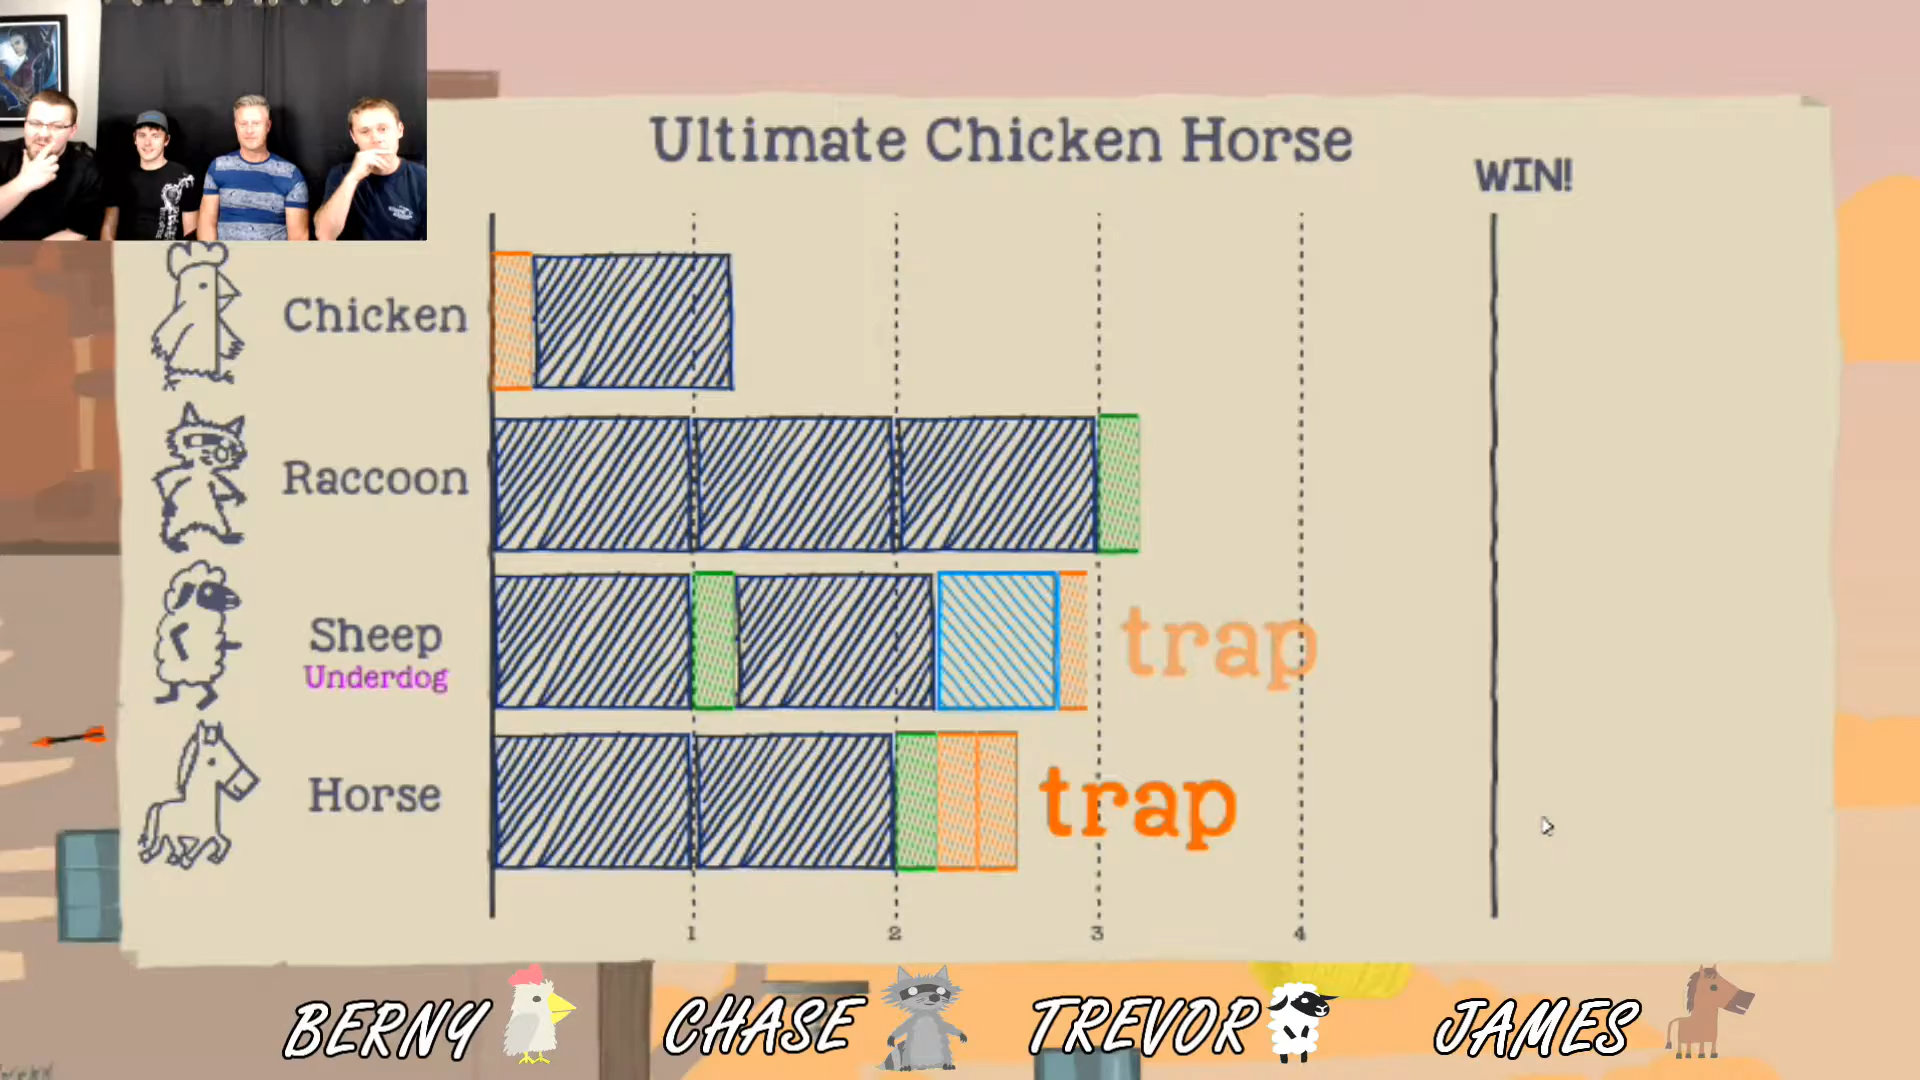 Ultimate Chicken Horse
WIN!
Chicken
Raccoon
Sheep
Underdog
trap
Horse
trap
1 2 3 4
BERNY CHASE TREVOR JAMES